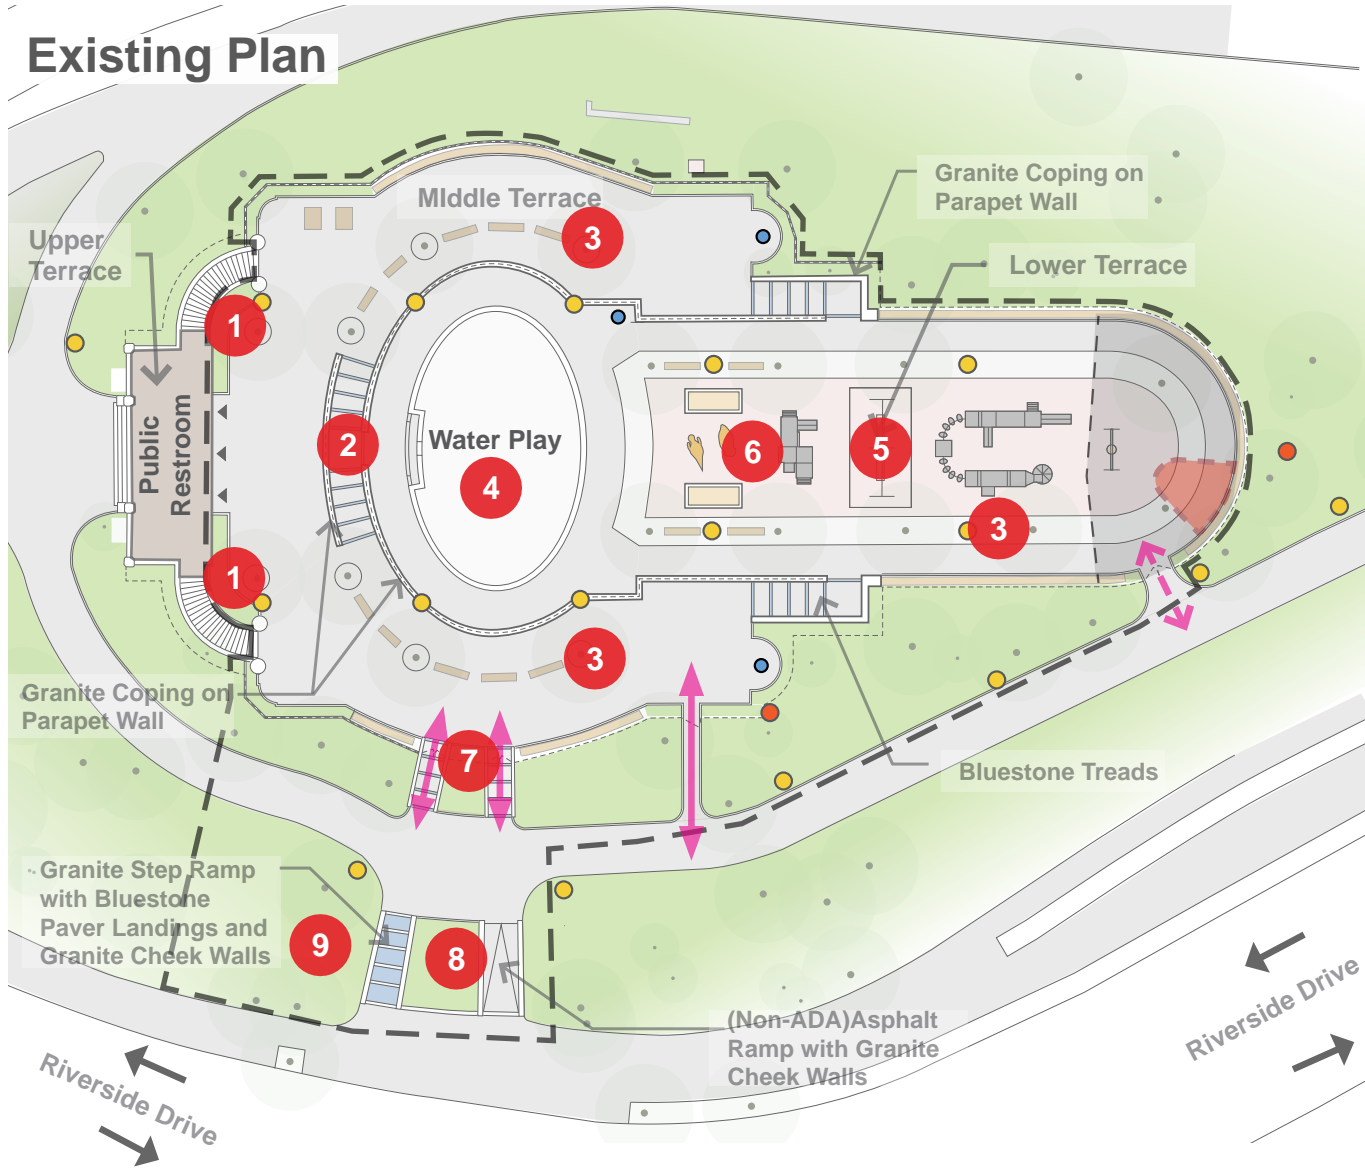 Existing Plan
Granite Coping on
Parapet Wall
MIddle Terrace
Upper
Terrace
3
Lower Terrace
1
Public
Restroom
2
Water Play
4
6
5
3
1
3
Granite Coping on
Parapet Wall
7
Bluestone Treads
Granite Step Ramp
with Bluestone
Paver Landings and
Granite Cheek Walls
9
8
(Non-ADA)Asphalt
Ramp with Granite
Cheek Walls
Riverside Drive
Riverside Drive